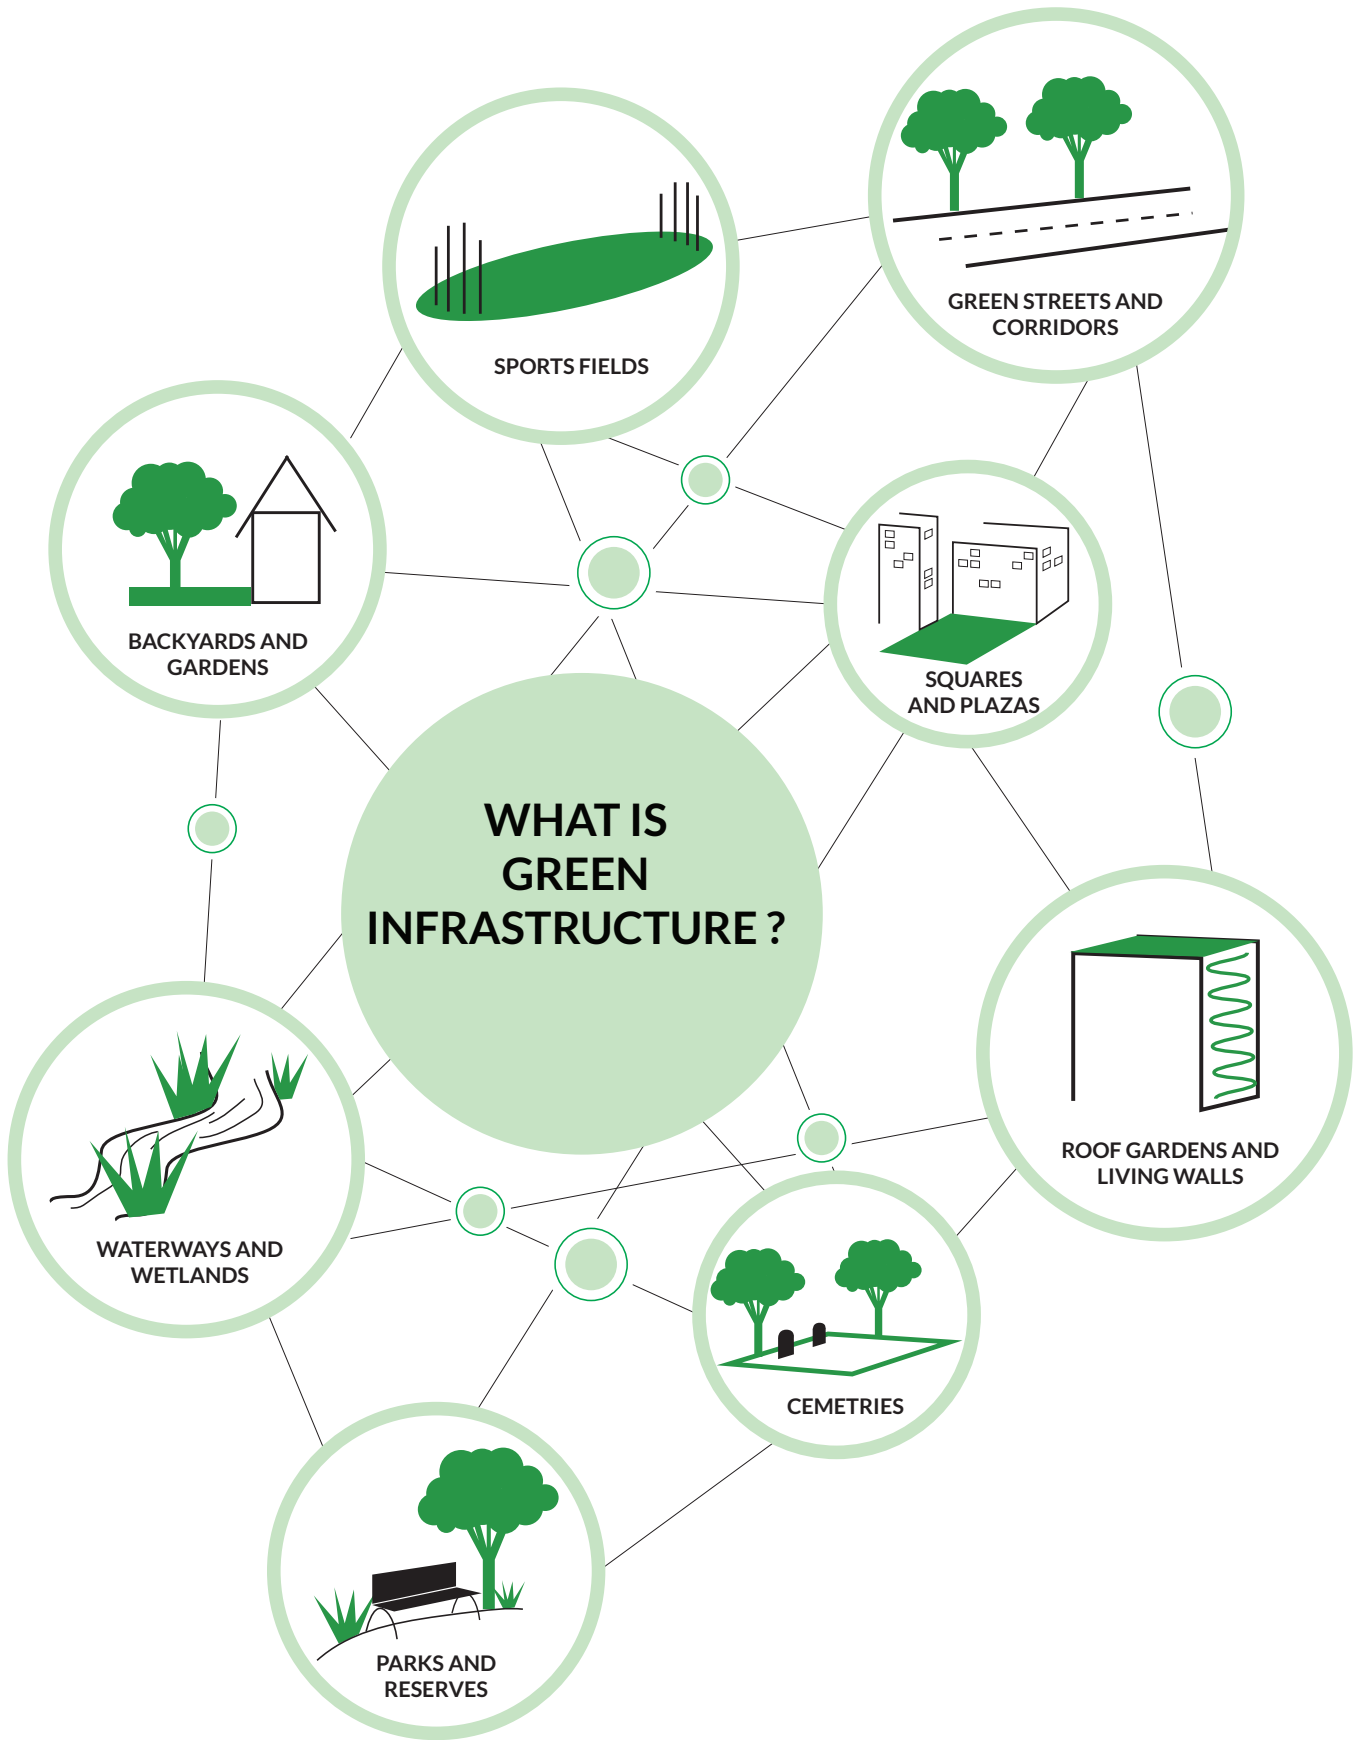 GREEN STREETS AND
CORRIDORS
SPORTS FIELDS
BACKYARDS AND
GARDENS
SQUARES
AND PLAZAS
WHAT IS
GREEN
INFRASTRUCTURE ?
ROOF GARDENS AND
LIVING WALLS
WATERWAYS AND
WETLANDS
CEMETRIES
PARKS AND
RESERVES